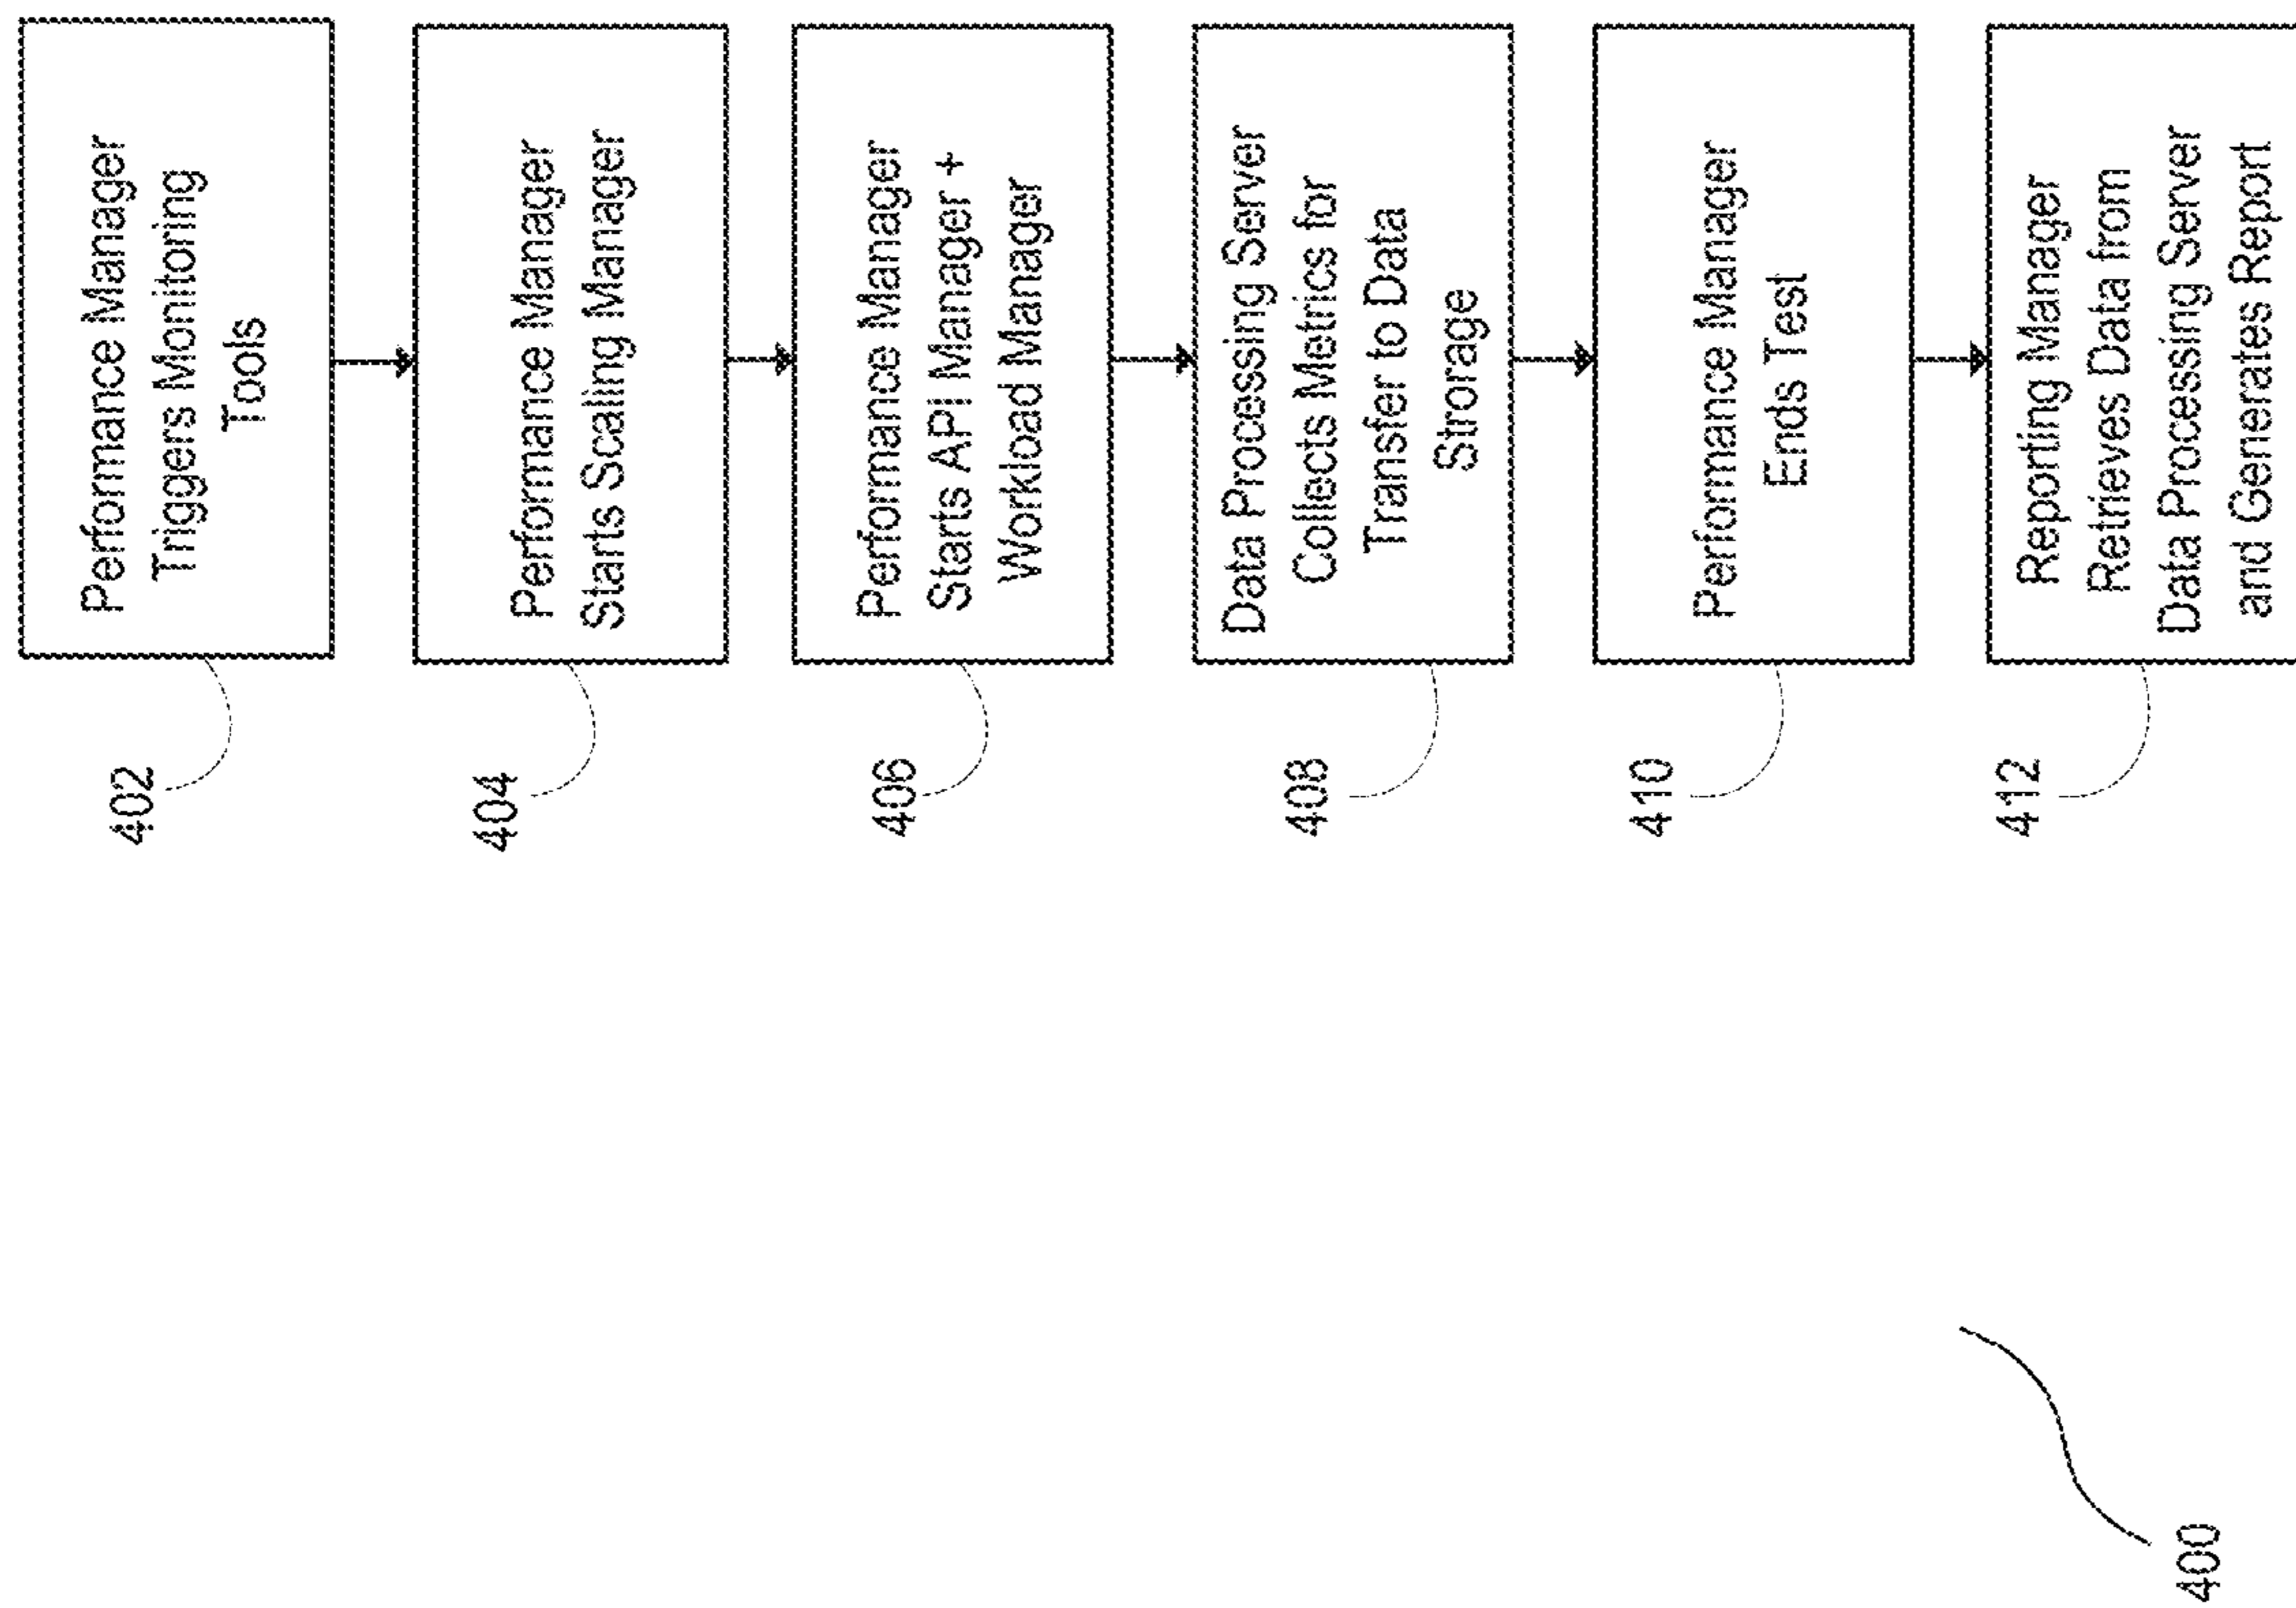 402
Performance Manager
Triggers Monitoring
Tools
404
Performance Manager
Starts Scaling Manager
406
Performance Manager
Starts API Manager +
Workload Manager
408
Data Processing Server
Collects Metrics for
Transfer to Data
Strorage
410
Performance Manager
Ends Test
412
Reporting Manager
Retrieves Data from
Data Processing Server
and Generates Report
400